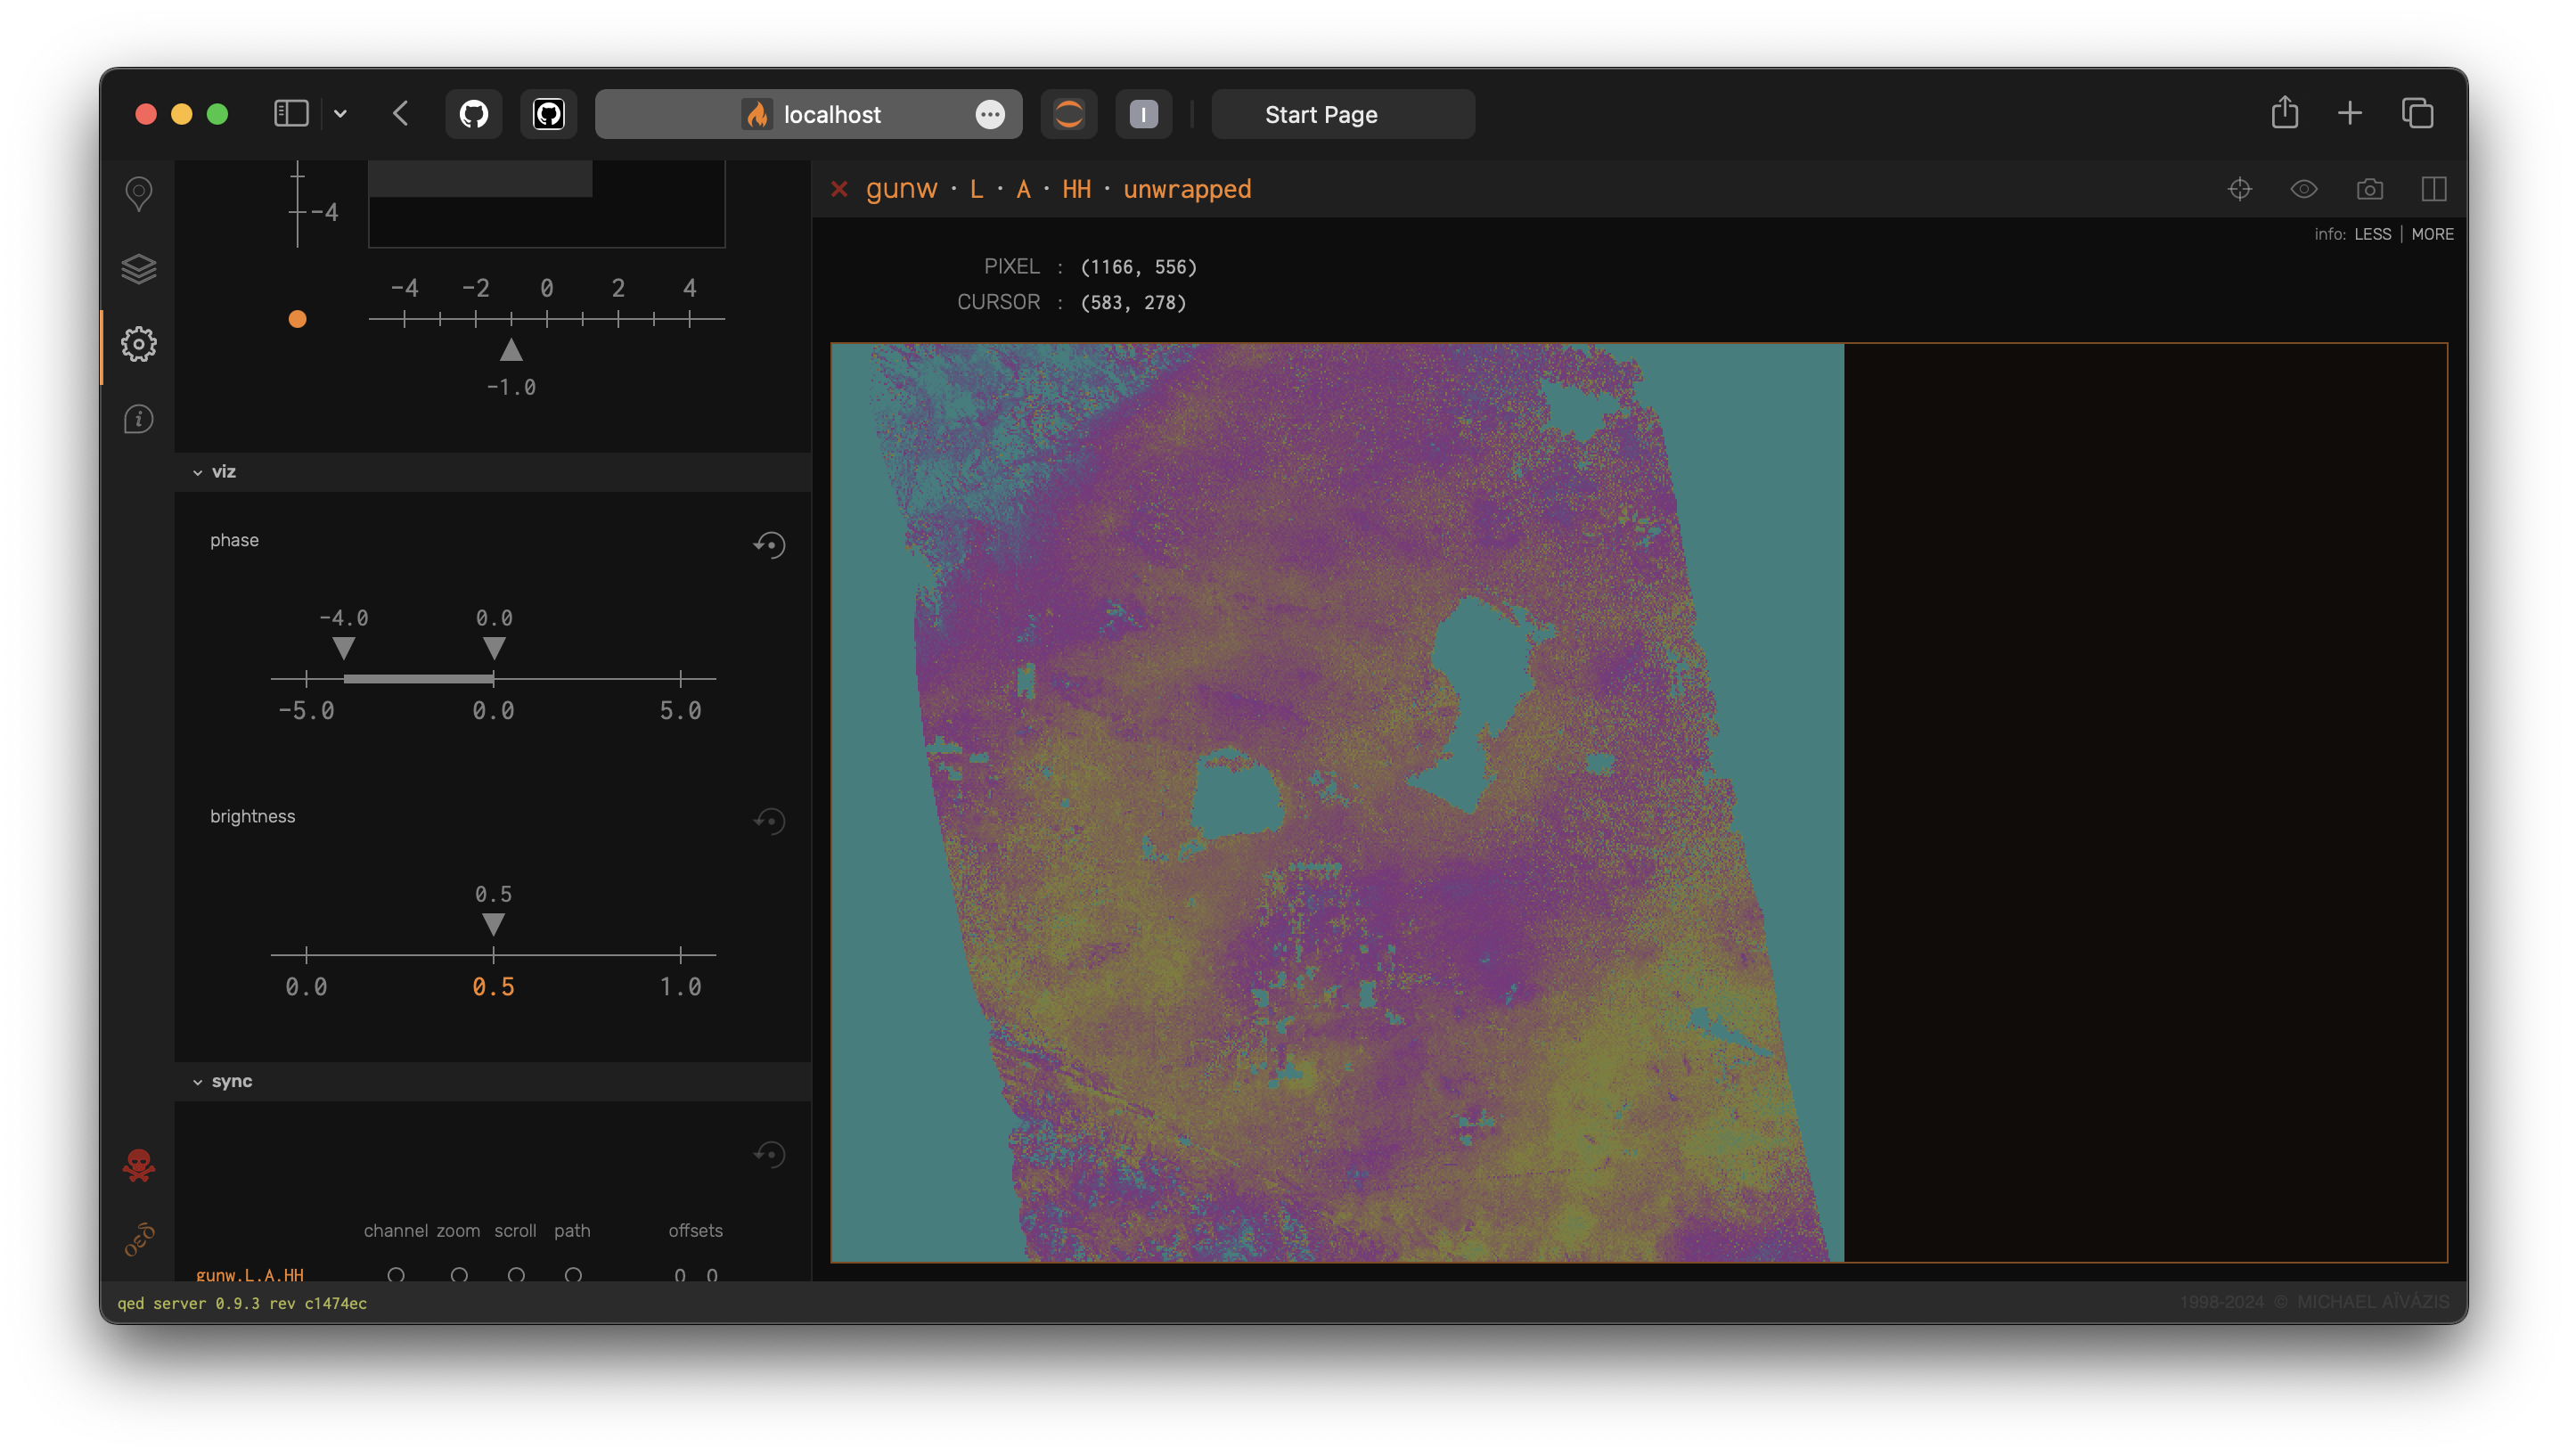 localhost
I
Start Page
-4
-4 -2 0 2 4
-1.0
viz
phase
-4.0 0.0
-5.0 0.0 5.0
brightness
0.5
0.0 0.5 1.0
sync
channel zoom scroll path offsets
gunw.L.A.HH 0 0
× gunw · L · A · HH · unwrapped
info: LESS | MORE
PIXEL : (1166, 556)
CURSOR : (583, 278)
qed server 0.9.3 rev c1474ec
1998-2024 © MICHAEL AÏVÁZIS